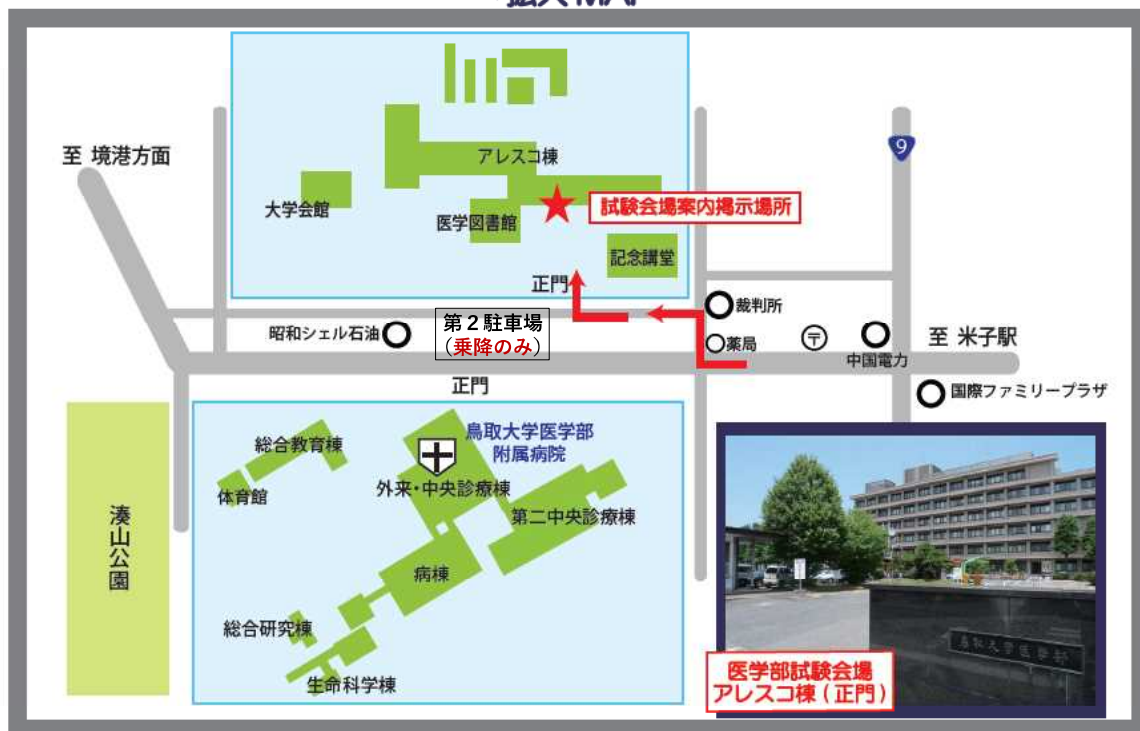 至 境港方面
9
アレスコ棟
大学会館
医学図書館
試験会場案内掲示場所
記念講堂
正門
裁判所
第2駐車場
(乗降のみ)
昭和シェル石油
薬局
〒
中国電力
至 米子駅
正門
国際ファミリープラザ
鳥取大学医学部
附属病院
総合教育棟
体育館
外来・中央診療棟
第二中央診療棟
湊山公園
病棟
総合研究棟
生命科学棟
鳥取大学医学部
医学部試験会場
アレスコ棟(正門)